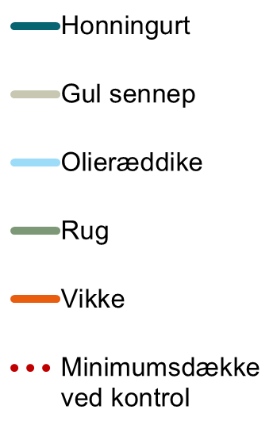 Honningurt
Gul sennep
Olieræddike
Rug
Vikke
Minimumsdække
ved kontrol